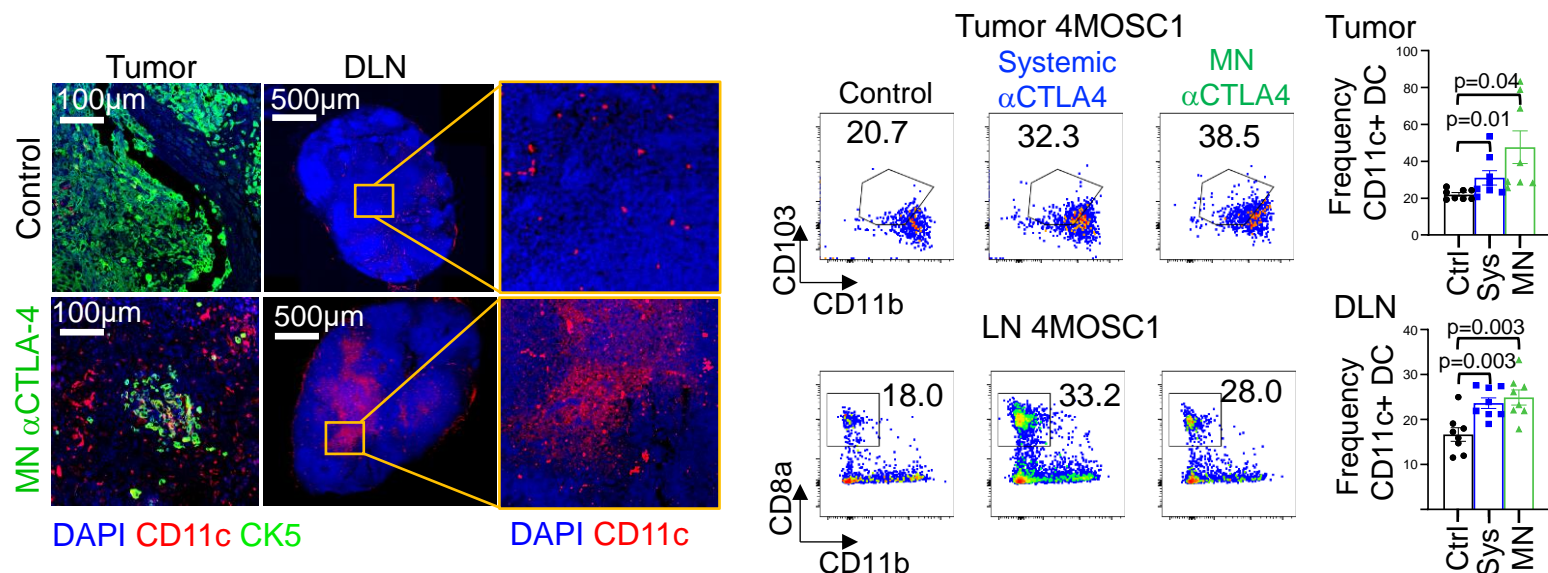 Tumor DLN
100μm 500μm
Control
100μm 500μm
MN αCTLA-4
DAPI CD11c CK5 DAPI CD11c
Tumor 4MOSC1
Control Systemic αCTLA4 MN αCTLA4
20.7 32.3 38.5
CD103
CD11b
LN 4MOSC1
18.0 33.2 28.0
CD8a
CD11b
Tumor
Frequency
CD11c+ DC
100
80
60
40
20
0
p=0.04
p=0.01
Ctrl Sys MN
DLN
Frequency
CD11c+ DC
40
30
20
10
p=0.003
p=0.003
Ctrl Sys MN